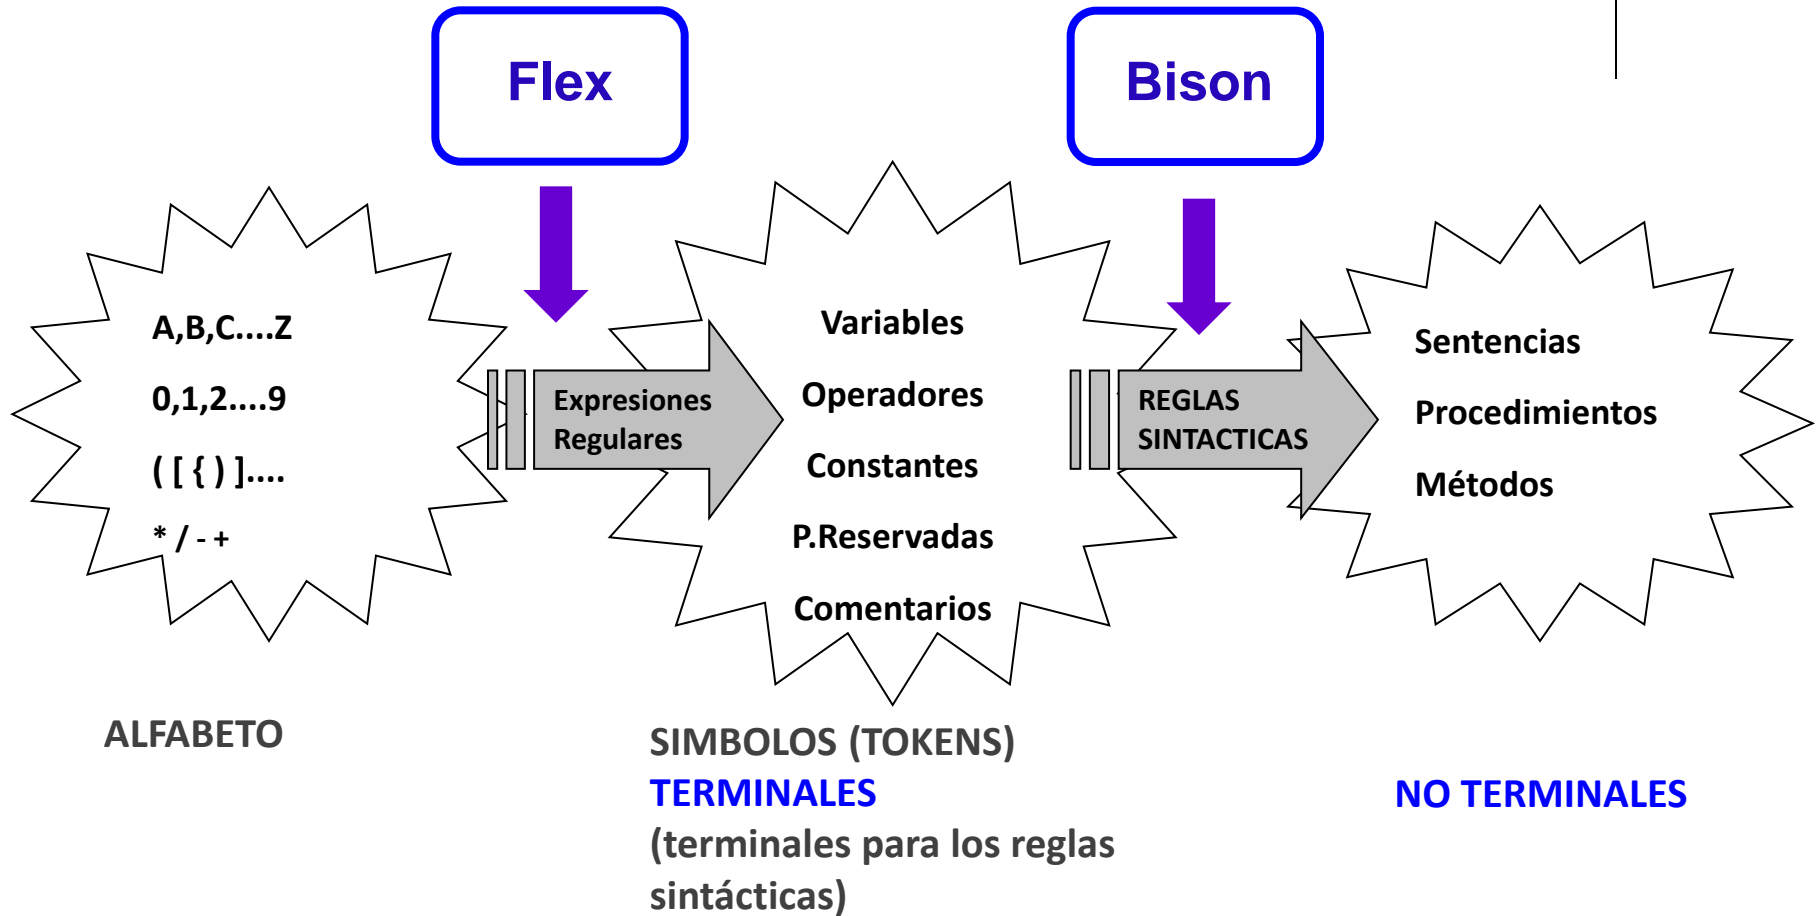 Flex
Bison
A,B,C....Z
0,1,2....9
( [ { ) ]....
* / - +
Expresiones
Regulares
Variables
Operadores
Constantes
P.Reservadas
Comentarios
REGLAS
SINTACTICAS
Sentencias
Procedimientos
Métodos
ALFABETO
SIMBOLOS (TOKENS)
TERMINALES
(terminales para los reglas
sintácticas)
NO TERMINALES